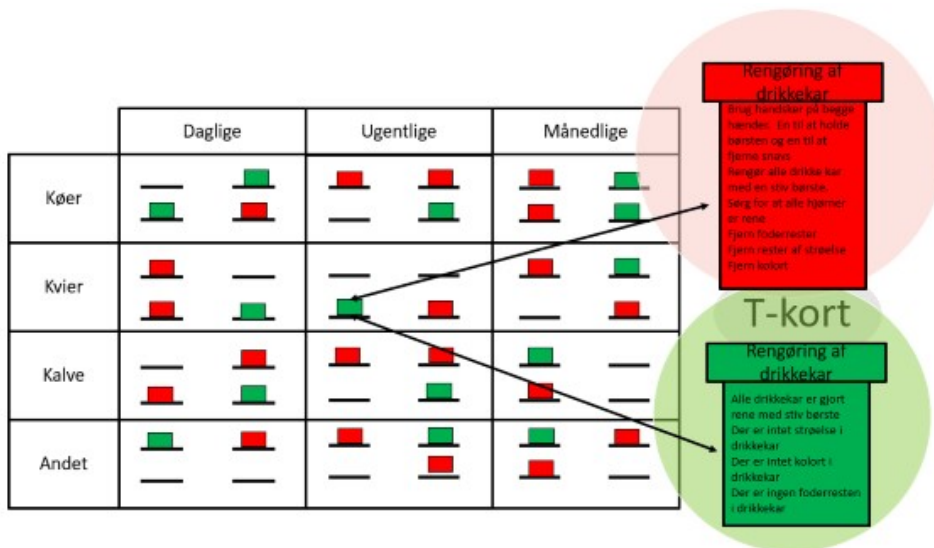 Daglige
Ugentlige
Månedlige
Køer
Kvier
Kalve
Andet
Rengøring af
drikkekar
Brug handsker på begge
hænder. En til at holde
børsten og en til at
fjerne snavs
Rengør alle drikke kar
med en stiv børste.
Sørg for at alle hjørner
er rene
Fjern foderrester
Fjern rester af strøelse
Fjern kolort
T-kort
Rengøring af
drikkekar
Alle drikkekar er gjort
rene med stiv børste
Der er intet strøelse i
drikkekar
Der er intet kolort i
drikkekar
Der er ingen foderresten
i drikkekar